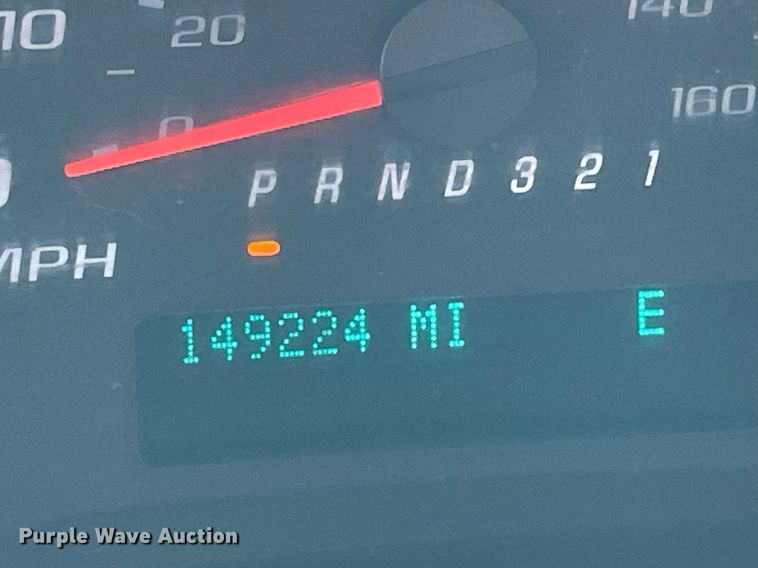 10 20 140
0 160
P R N D 3 2 1
MPH
149224 MI E
Purple Wave Auction